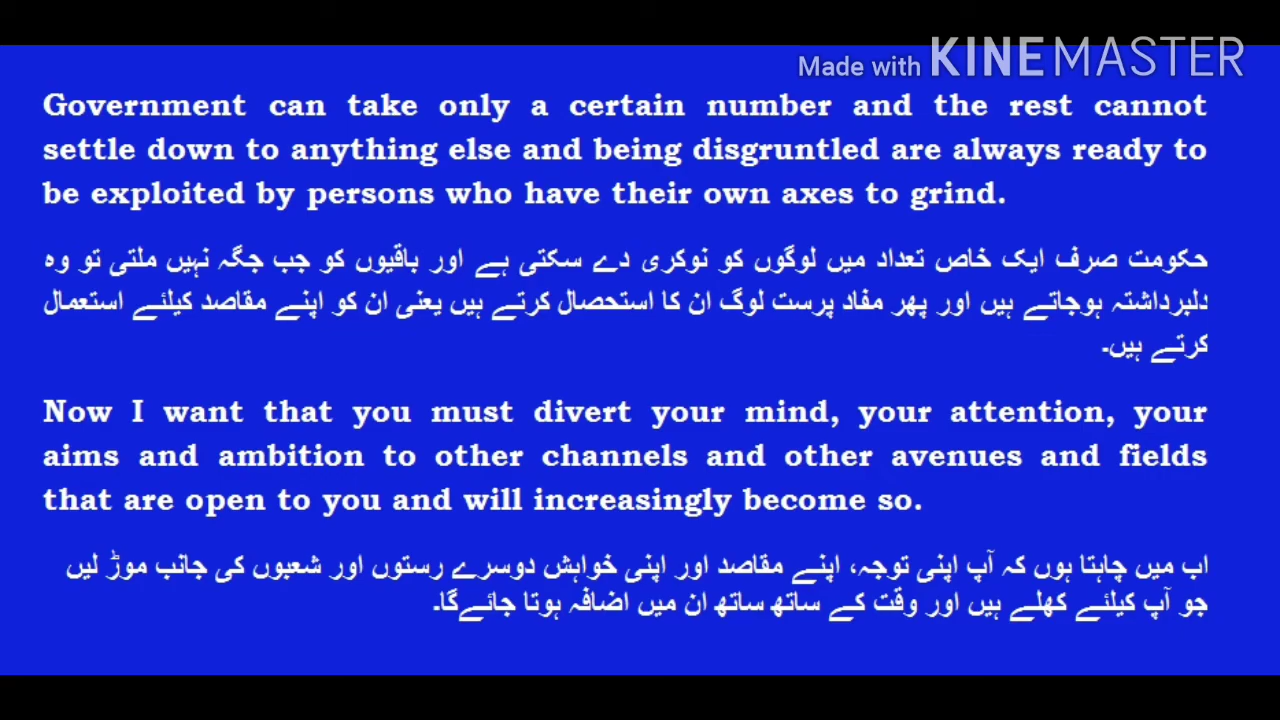 Made with KINEMASTER
Government can take only a certain number and the rest cannot
settle down to anything else and being disgruntled are always ready to
be exploited by persons who have their own axes to grind.
حکومت صرف ایک خاص تعداد میں لوگوں کو نوکری دے سکتی ہے اور باقیوں کو جب جگہ نہیں ملتی تو وہ
دلبرداشتہ ہوجاتے ہیں اور پھر مفاد پرست لوگ ان کا استحصال کرتے ہیں یعنی ان کو اپنے مقاصد کیلئے استعمال
کرتے ہیں۔
Now I want that you must divert your mind, your attention, your
aims and ambition to other channels and other avenues and fields
that are open to you and will increasingly become so.
اب میں چاہتا ہوں کہ آپ اپنی توجہ، اپنے مقاصد اور اپنی خواہش دوسرے رستوں اور شعبوں کی جانب موڑ لیں
جو آپ کیلئے کھلے ہیں اور وقت کے ساتھ ساتھ ان میں اضافہ ہوتا جائےگا۔